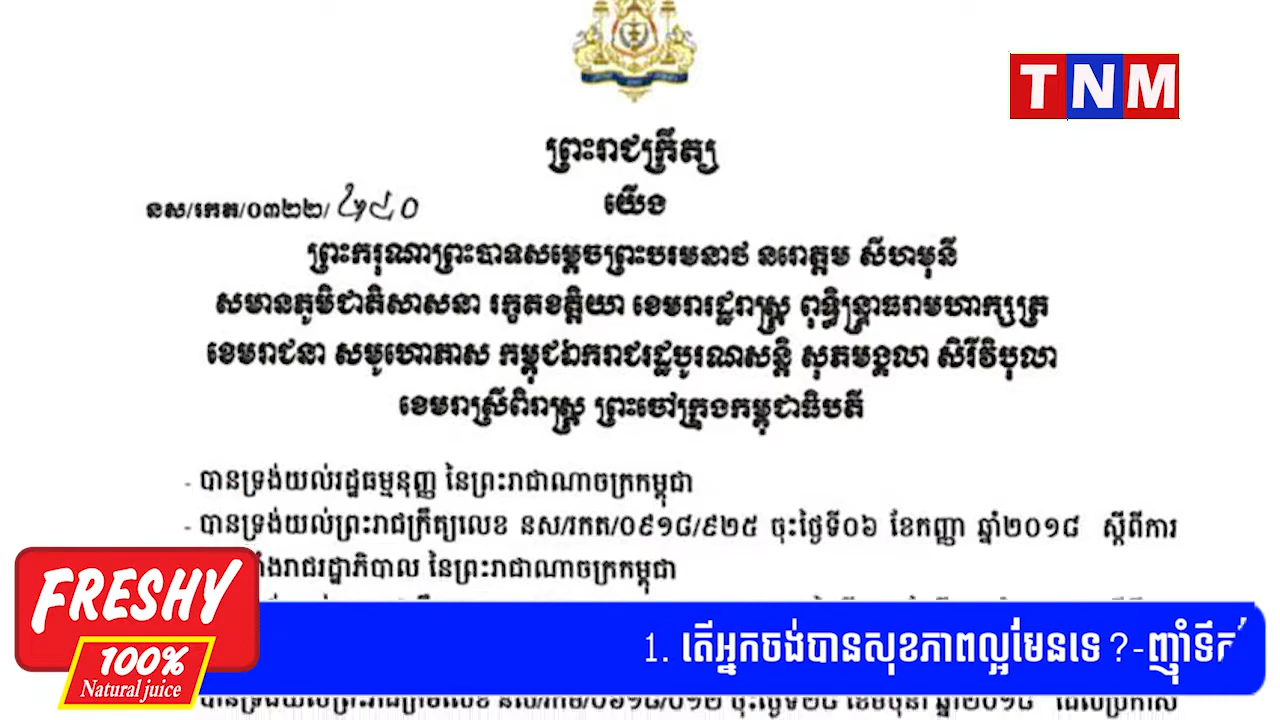 TNM
ព្រះរាជក្រឹត្យ
នស/រកត/០៣២២/
យើង
ព្រះករុណាព្រះបាទសម្តេចព្រះបរមនាថ នរោត្តម សីហមុនី
សមានភូមិជាតិសាសនា រក្ខតខត្តិយា ខេមរារដ្ឋរាស្ត្រ ពុទ្ធិន្ទ្រាធរាមហាក្សត្រ
ខេមរាជនា សមូហោភាស កម្ពុជឯករាជរដ្ឋបូរណសន្តិ សុភមង្គលា សិរីវិបុលា
ខេមរាស្រីពិរាស្ត្រ ព្រះចៅក្រុងកម្ពុជាធិបតី
- បានទ្រង់យល់រដ្ឋធម្មនុញ្ញ នៃព្រះរាជាណាចក្រកម្ពុជា
- បានទ្រង់យល់ព្រះរាជក្រឹត្យលេខ នស/រកត/០៩១៨/៩២៥ ចុះថ្ងៃទី០៦ ខែកញ្ញា ឆ្នាំ២០១៨ ស្តីពីការ
រាជរដ្ឋាភិបាល នៃព្រះរាជាណាចក្រកម្ពុជា
FRESHY
100%
Natural juice
1. តើអ្នកចង់បានសុខភាពល្អមែនទេ ?-ញ៉ាំទឹក